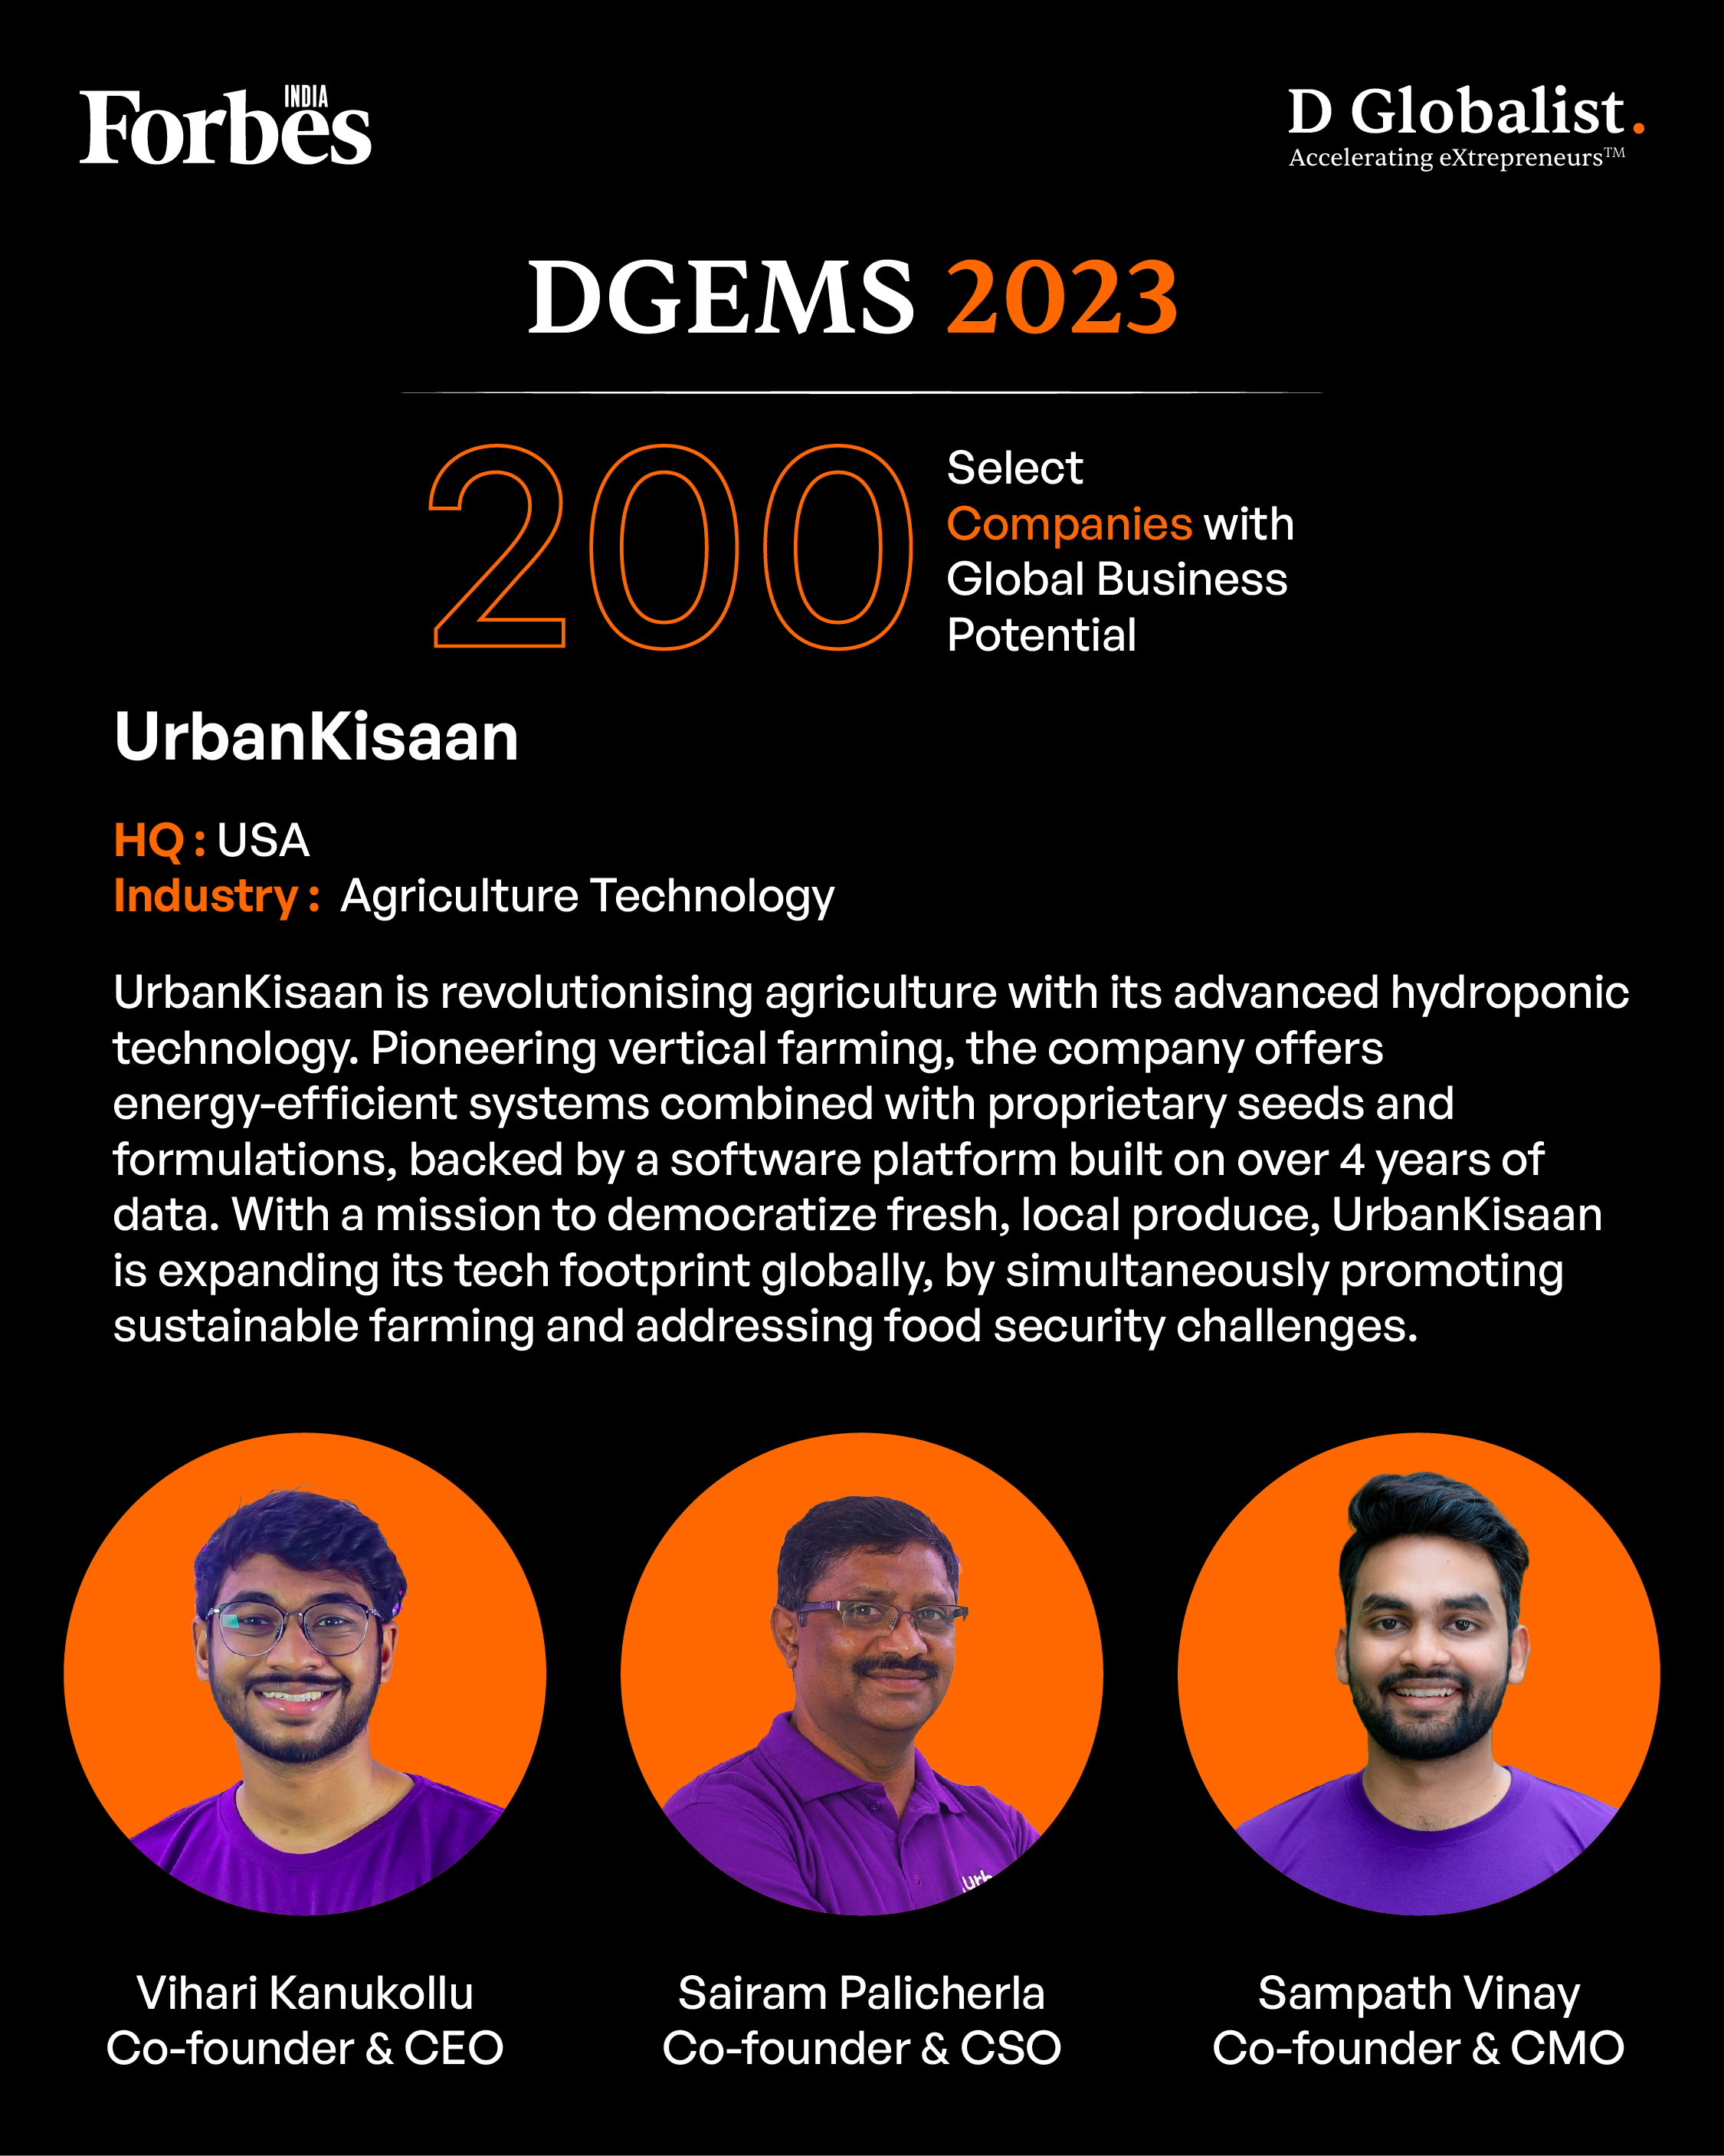 Forbes INDIA
D Globalist.
Accelerating eXtrepreneurs™
DGEMS 2023
200
Select
Companies with
Global Business
Potential
UrbanKisaan
HQ : USA
Industry : Agriculture Technology
UrbanKisaan is revolutionising agriculture with its advanced hydroponic
technology. Pioneering vertical farming, the company offers
energy-efficient systems combined with proprietary seeds and
formulations, backed by a software platform built on over 4 years of
data. With a mission to democratize fresh, local produce, UrbanKisaan
is expanding its tech footprint globally, by simultaneously promoting
sustainable farming and addressing food security challenges.
urb
Vihari Kanukollu
Co-founder & CEO
Sairam Palicherla
Co-founder & CSO
Sampath Vinay
Co-founder & CMO